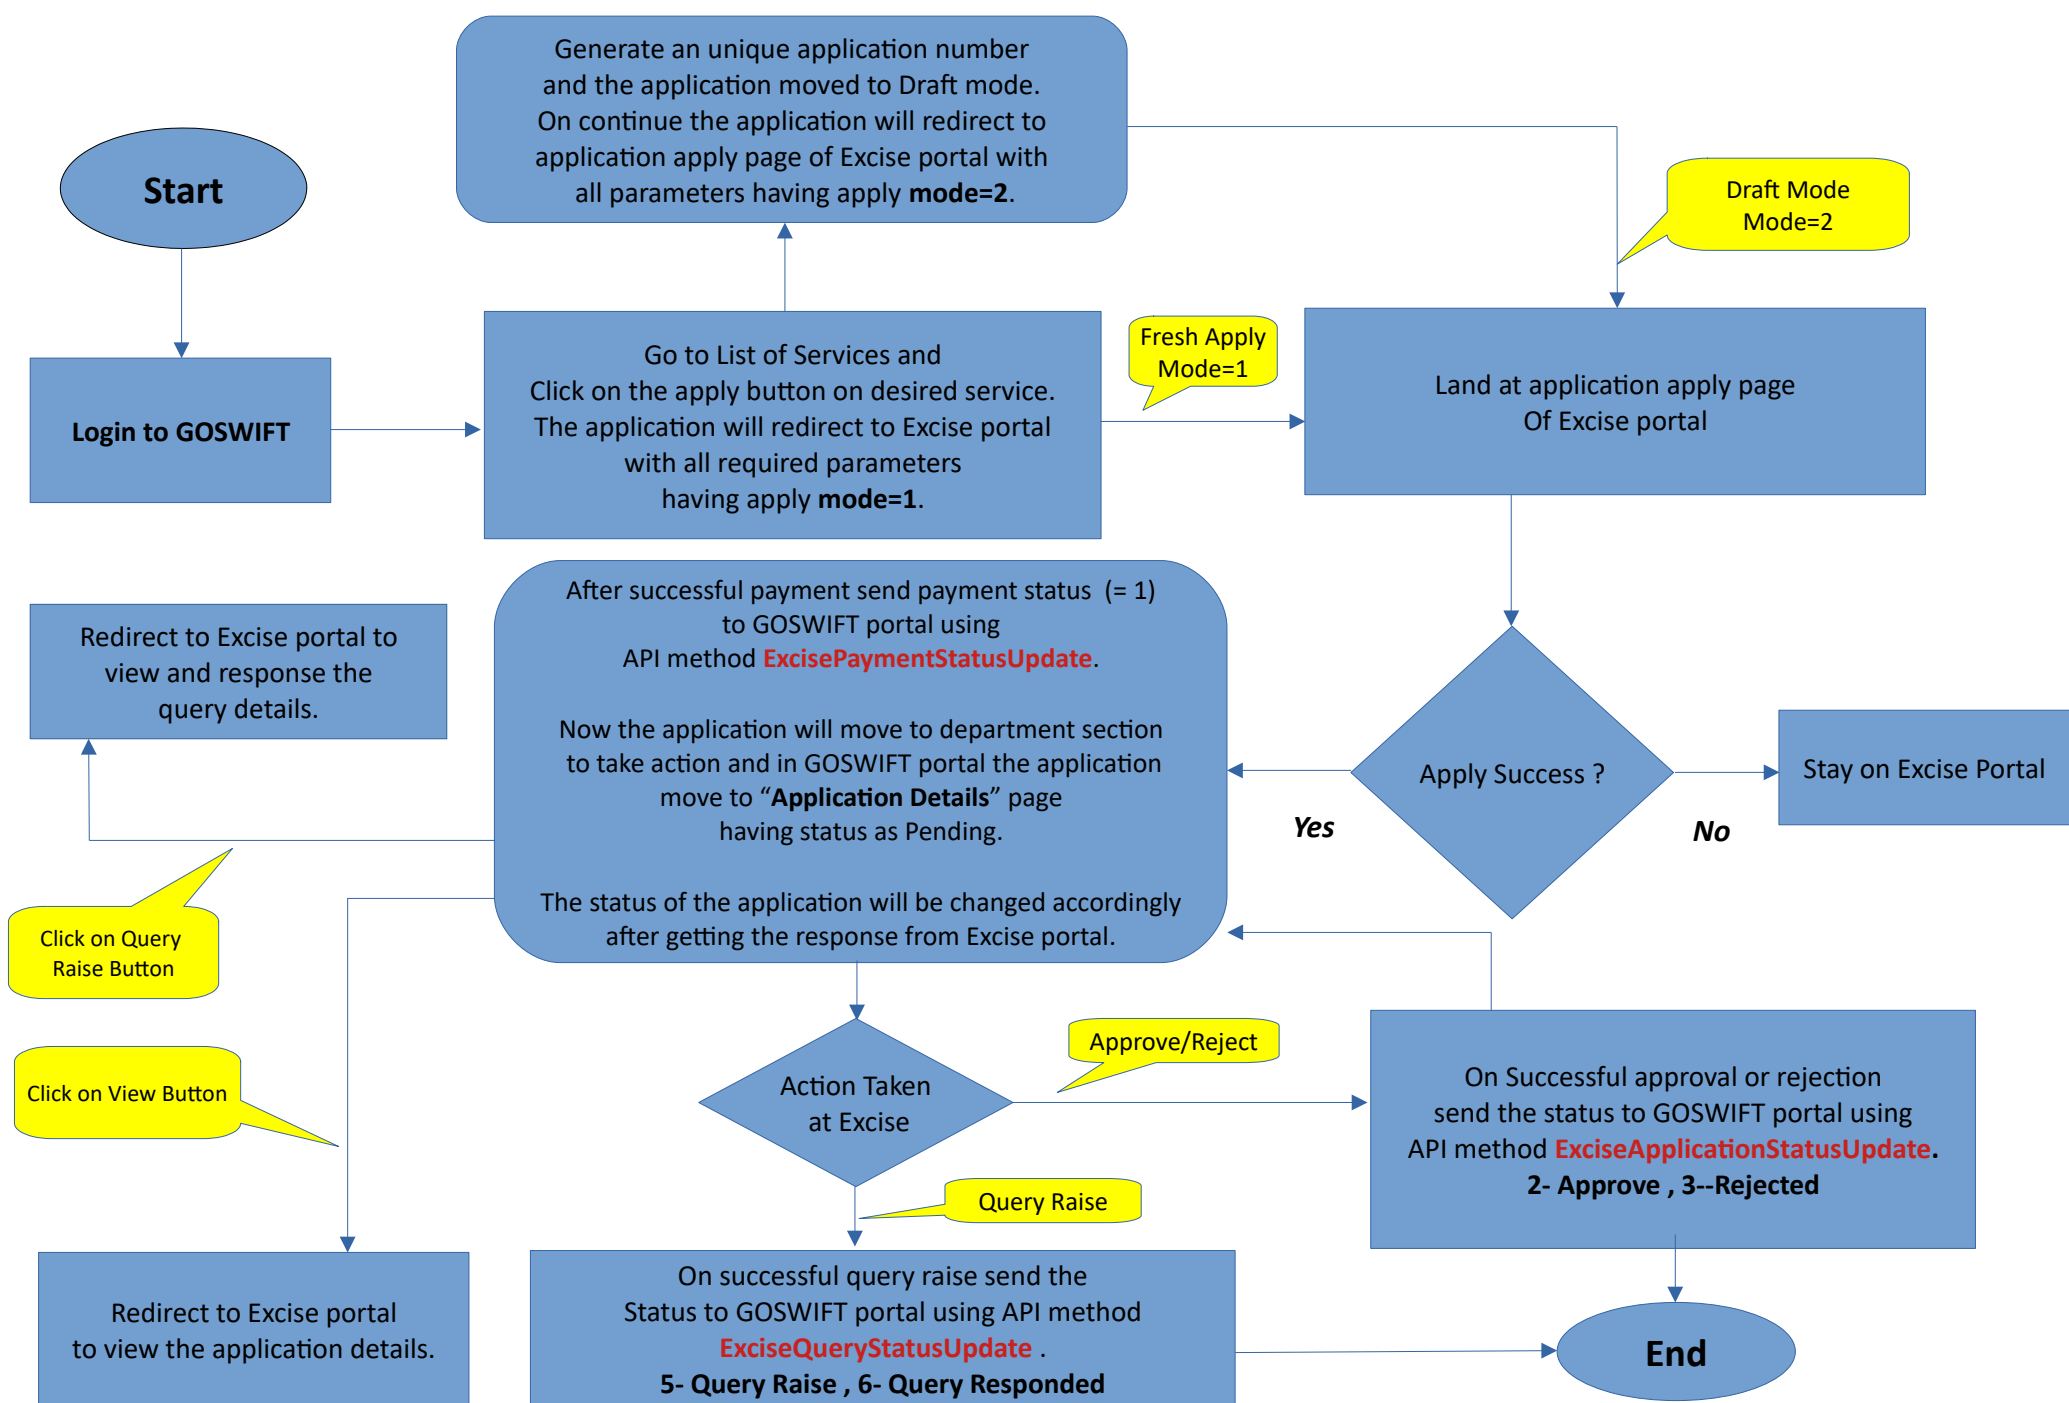 Generate an unique application number
and the application moved to Draft mode.
On continue the application will redirect to
application apply page of Excise portal with
all parameters having apply mode=2.
Start
Draft Mode
Mode=2
Login to GOSWIFT
Go to List of Services and
Click on the apply button on desired service.
The application will redirect to Excise portal
with all required parameters
having apply mode=1.
Fresh Apply
Mode=1
Land at application apply page
Of Excise portal
Redirect to Excise portal to
view and response the
query details.
After successful payment send payment status (= 1)
to GOSWIFT portal using
API method ExcisePaymentStatusUpdate.
Now the application will move to department section
to take action and in GOSWIFT portal the application
move to “Application Details” page
having status as Pending.
The status of the application will be changed accordingly
after getting the response from Excise portal.
Apply Success ?
Yes
No
Stay on Excise Portal
Click on Query
Raise Button
Click on View Button
Action Taken
at Excise
Approve/Reject
On Successful approval or rejection
send the status to GOSWIFT portal using
API method ExciseApplicationStatusUpdate.
2- Approve , 3--Rejected
Query Raise
Redirect to Excise portal
to view the application details.
On successful query raise send the
Status to GOSWIFT portal using API method
ExciseQueryStatusUpdate .
5- Query Raise , 6- Query Responded
End